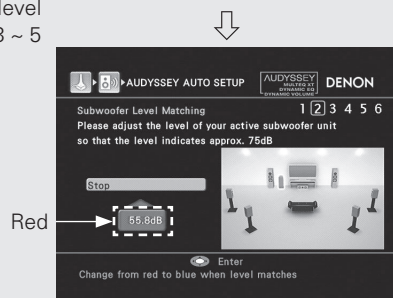 level
3 ~ 5
AUDYSSEY AUTO SETUP
AUDYSSEY
MULTEQ XT
DYNAMIC EQ
DYNAMIC VOLUME
DENON
Subwoofer Level Matching
1 2 3 4 5 6
Please adjust the level of your active subwoofer unit
so that the level indicates approx. 75dB
Stop
Red
55.8dB
Enter
Change from red to blue when level matches